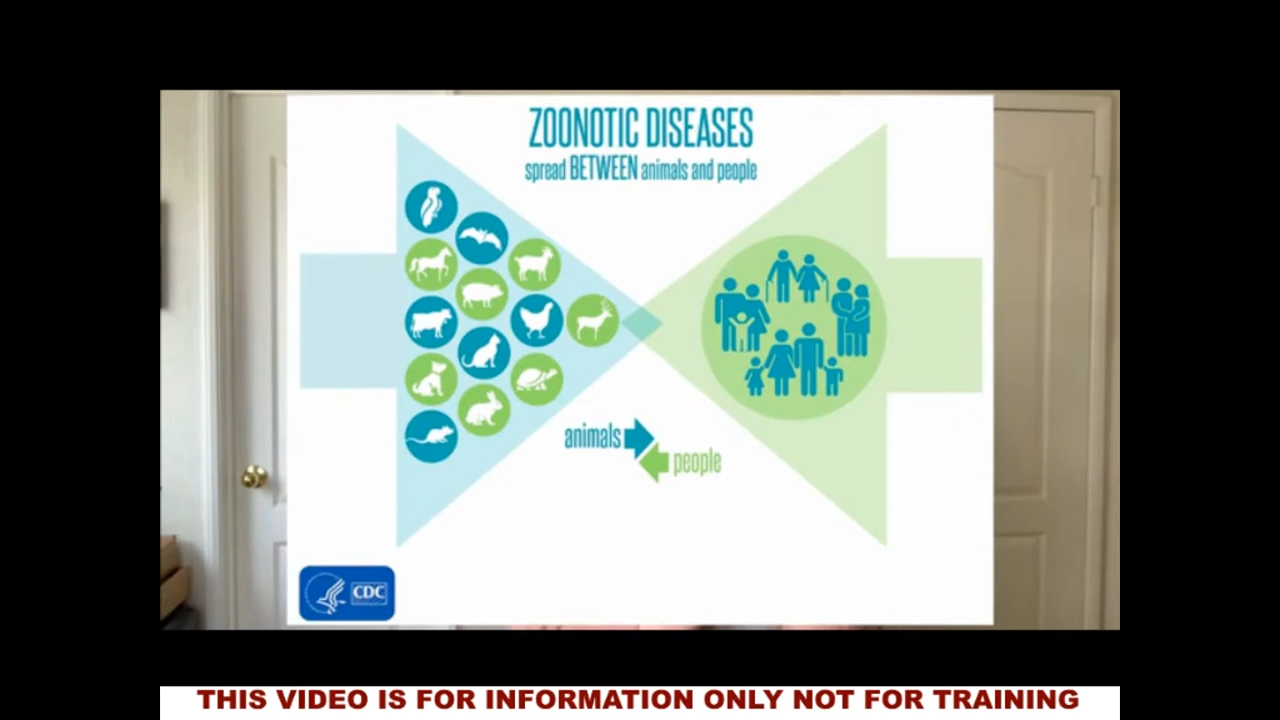 ZOONOTIC DISEASES
spread BETWEEN animals and people
animals
people
CDC
THIS VIDEO IS FOR INFORMATION ONLY NOT FOR TRAINING